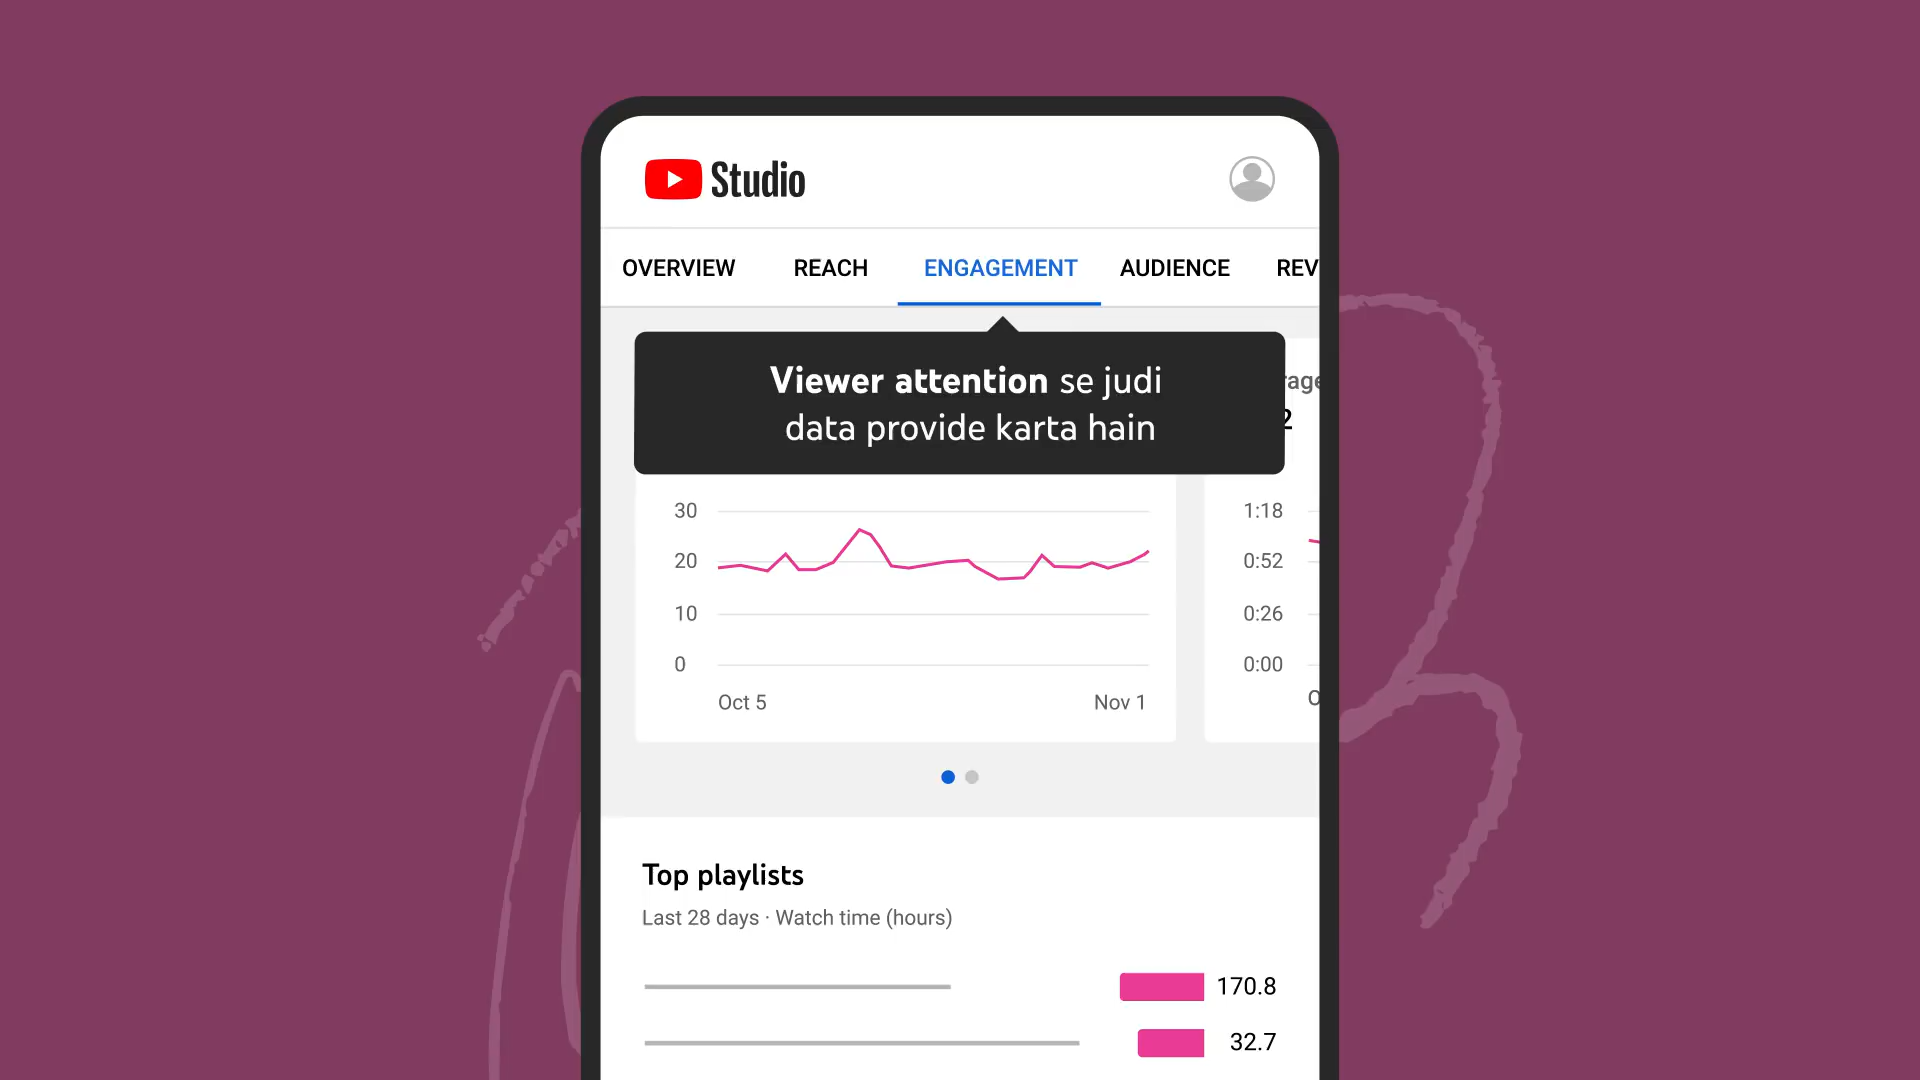 Studio
OVERVIEW REACH ENGAGEMENT AUDIENCE REV
Viewer attention se judi
data provide karta hain
rage
2
30
20
10
0
Oct 5 Nov 1
1:18
0:52
0:26
0:00
O
Top playlists
Last 28 days · Watch time (hours)
170.8
32.7